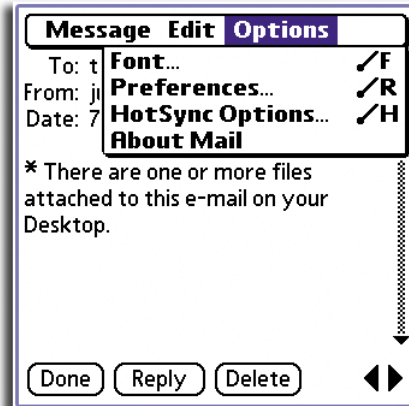 Message Edit Options
To: t
Font...
/F
From: ju
Preferences...
/R
Date: 7
HotSync Options...
/H
About Mail
* There are one or more files
attached to this e-mail on your
Desktop.
Done Reply Delete